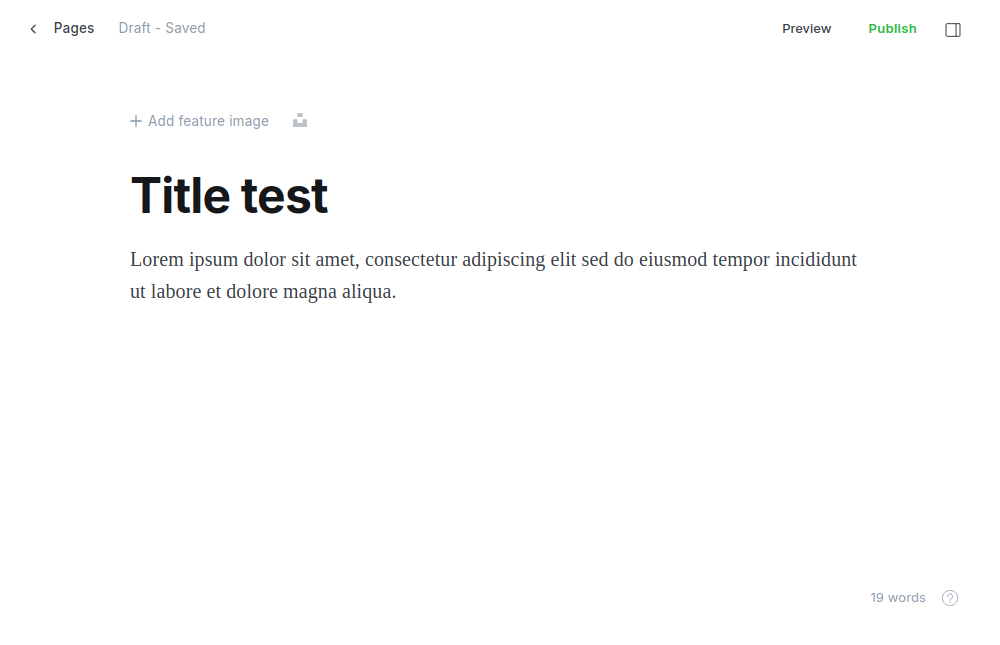 Pages Draft - Saved Preview Publish
Add feature image
Title test
Lorem ipsum dolor sit amet, consectetur adipiscing elit sed do eiusmod tempor incididunt
ut labore et dolore magna aliqua.
19 words ?